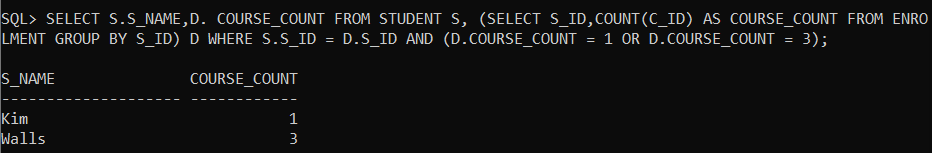 SQL> SELECT S.S_NAME,D. COURSE_COUNT FROM STUDENT S, (SELECT S_ID,COUNT(C_ID) AS COURSE_COUNT FROM ENRO
LMENT GROUP BY S_ID) D WHERE S.S_ID = D.S_ID AND (D.COURSE_COUNT = 1 OR D.COURSE_COUNT = 3);
S_NAME               COURSE_COUNT
-------------------- ------------
Kim                             1
Walls                           3